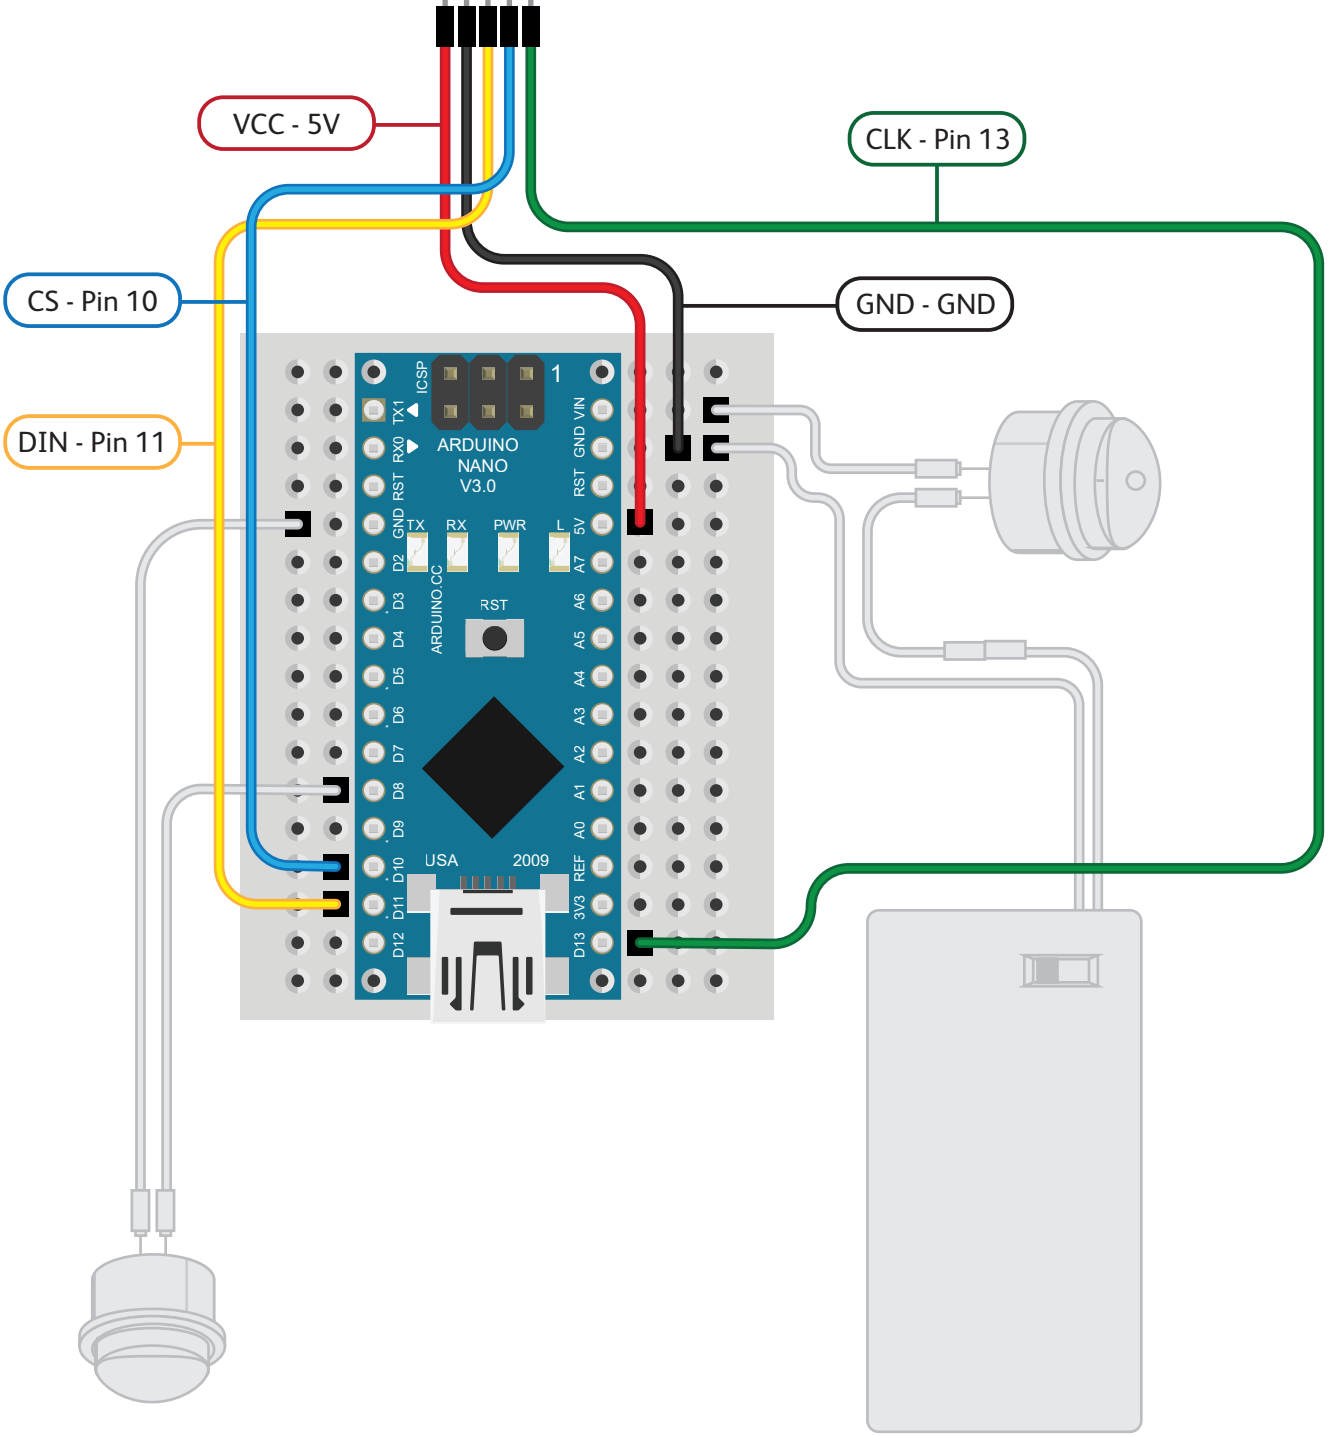 VCC - 5V
CLK - Pin 13
CS - Pin 10
GND - GND
DIN - Pin 11
ICSP
1
TX1
RX0
RST
GND
D2
D3
D4
D5
D6
D7
D8
D9
D10
D11
D12
VIN
GND
RST
5V
A7
A6
A5
A4
A3
A2
A1
A0
REF
3V3
D13
ARDUINO
NANO
V3.0
TX RX PWR L
ARDUINO.CC
RST
USA 2009